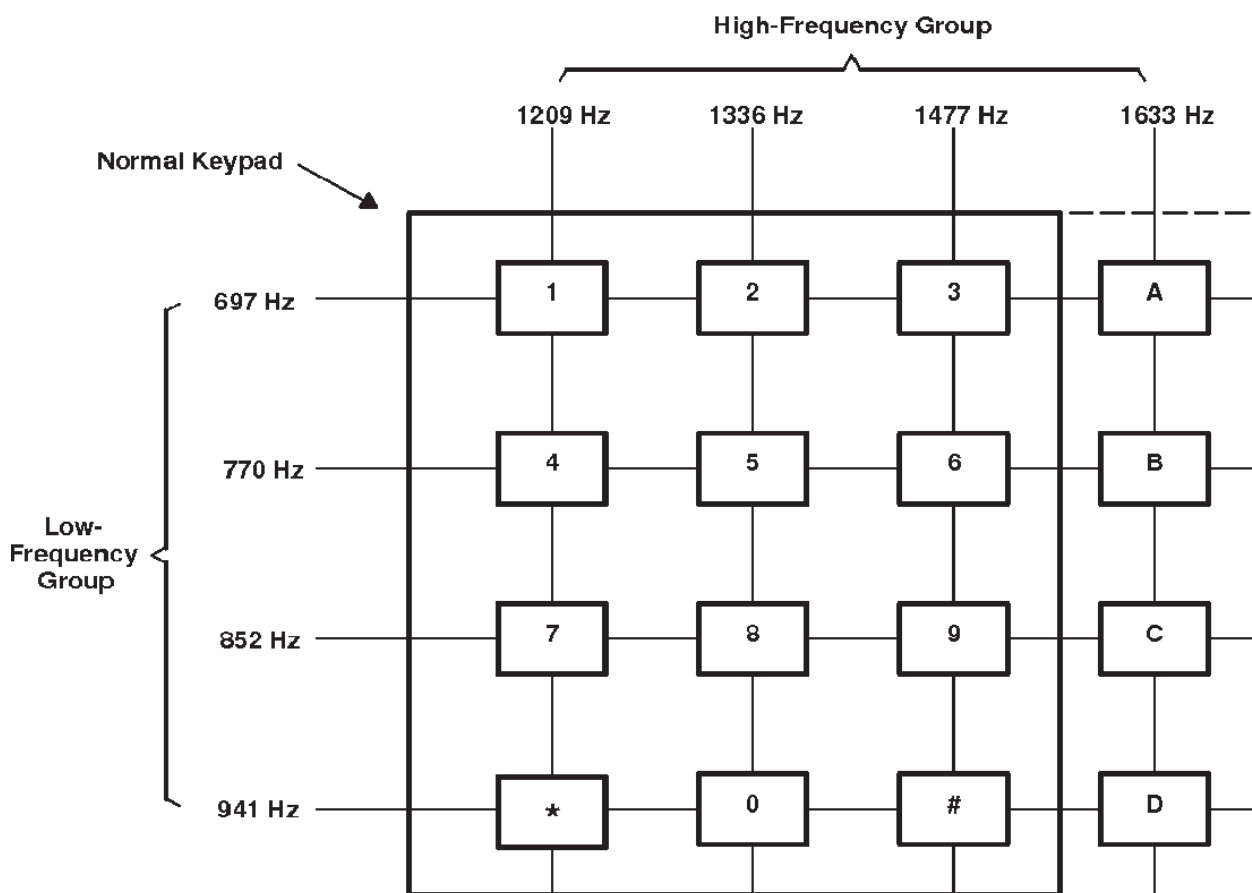 High-Frequency Group
1209 Hz 1336 Hz 1477 Hz 1633 Hz
Normal Keypad
697 Hz 1 2 3 A
770 Hz 4 5 6 B
Low-
Frequency
Group
852 Hz 7 8 9 C
941 Hz * 0 # D